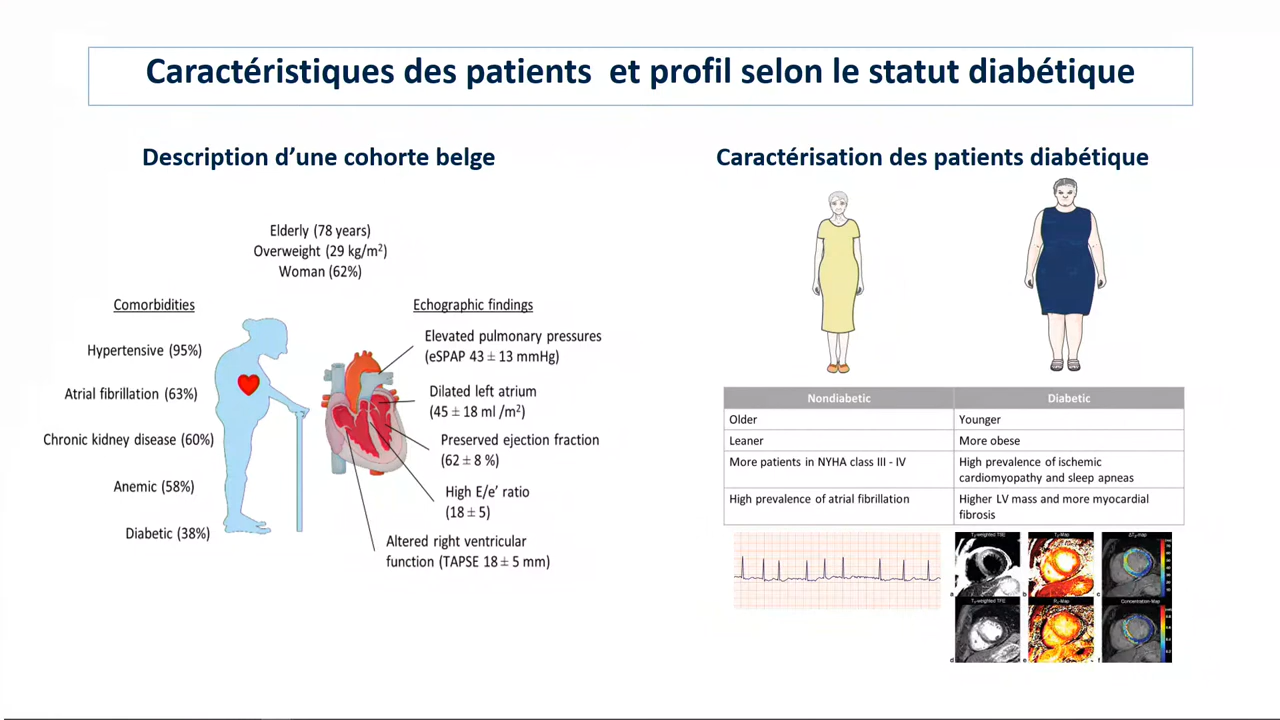 Caractéristiques des patients et profil selon le statut diabétique
Description d’une cohorte belge
Elderly (78 years)
Overweight (29 kg/m²)
Woman (62%)
Comorbidities
Hypertensive (95%)
Atrial fibrillation (63%)
Chronic kidney disease (60%)
Anemic (58%)
Diabetic (38%)
Echographic findings
Elevated pulmonary pressures
(eSPAP 43 ± 13 mmHg)
Dilated left atrium
(45 ± 18 ml /m²)
Preserved ejection fraction
(62 ± 8 %)
High E/e’ ratio
(18 ± 5)
Altered right ventricular
function (TAPSE 18 ± 5 mm)
Caractérisation des patients diabétique
Nondiabetic Diabetic
Older Younger
Leaner More obese
More patients in NYHA class III - IV High prevalence of ischemic
cardiomyopathy and sleep apneas
High prevalence of atrial fibrillation Higher LV mass and more myocardial
fibrosis
a b c
Concentration-Map
d e f